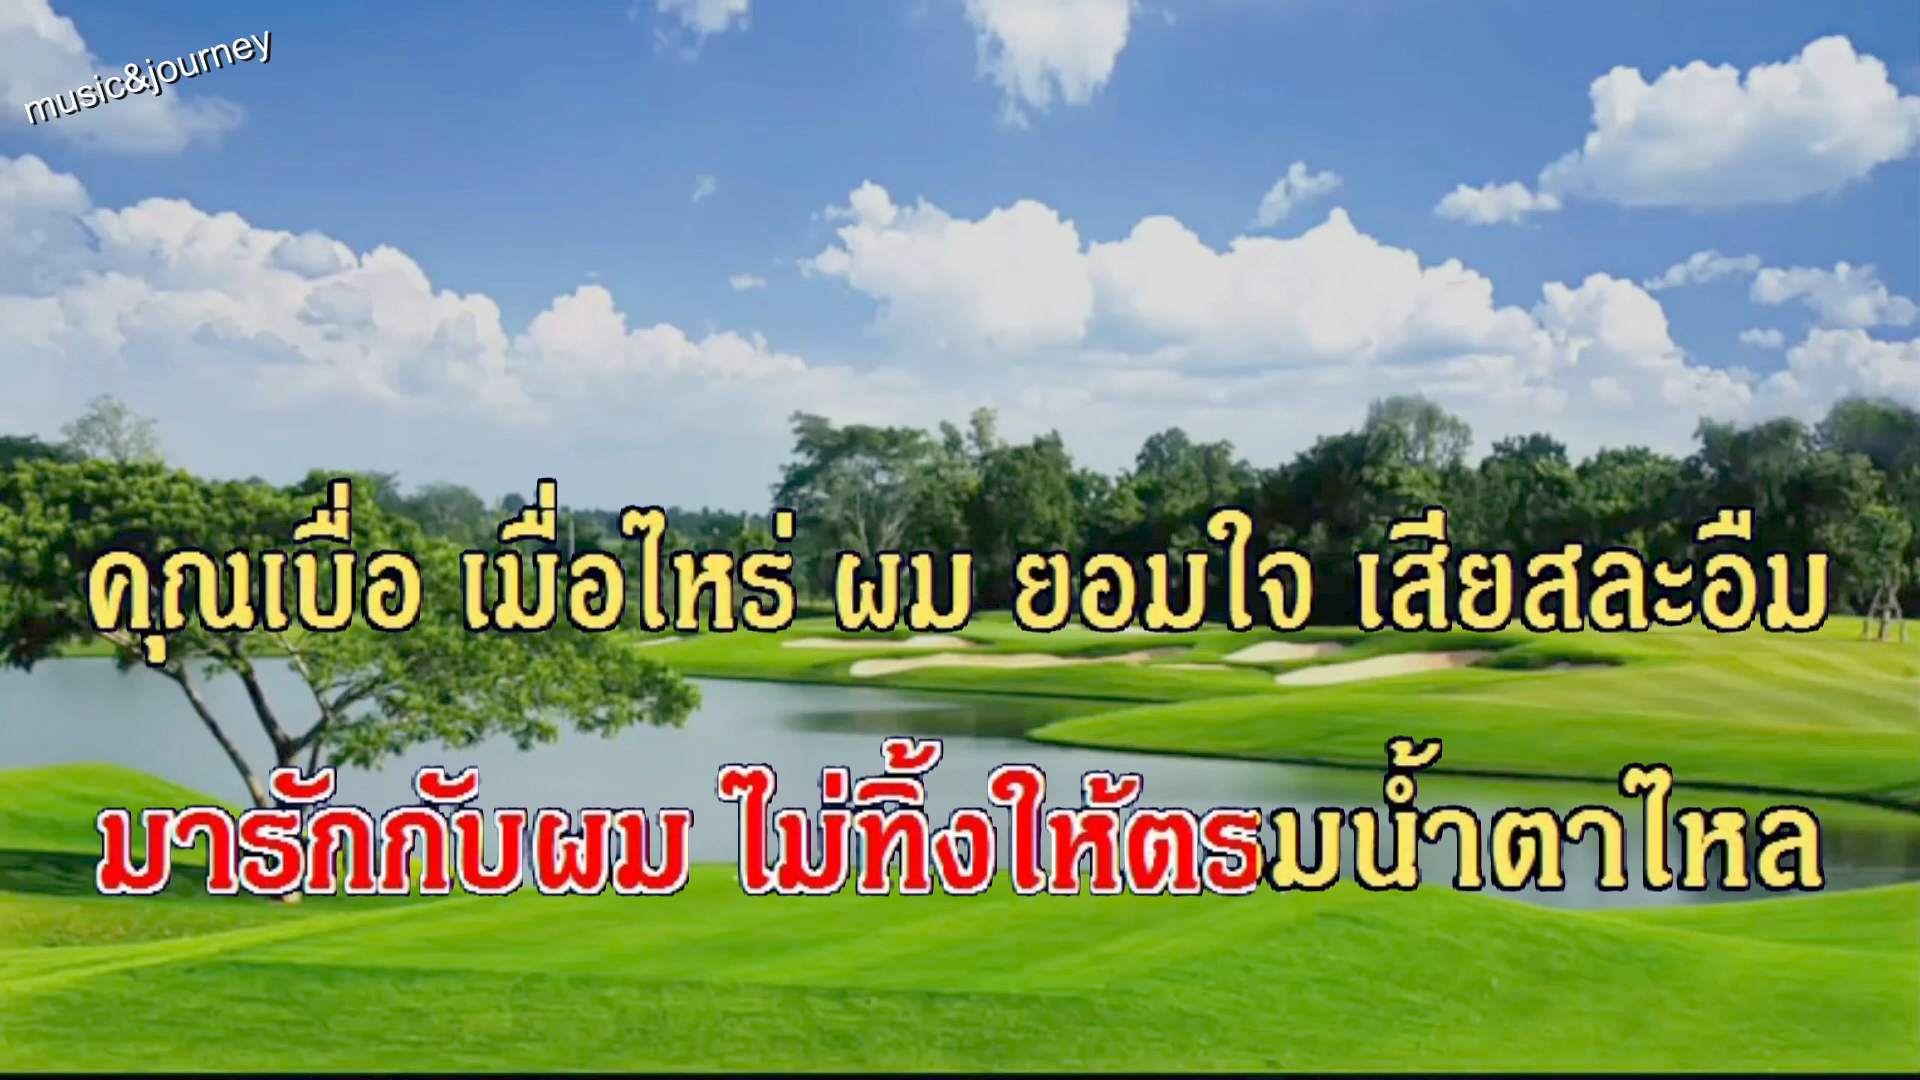 music&journey
คุณเบื่อ เมื่อไหร่ ผม ยอมใจ เสียสละอืม
มารักกับผม ไม่ทิ้งให้ตรมน้ำตาไหล